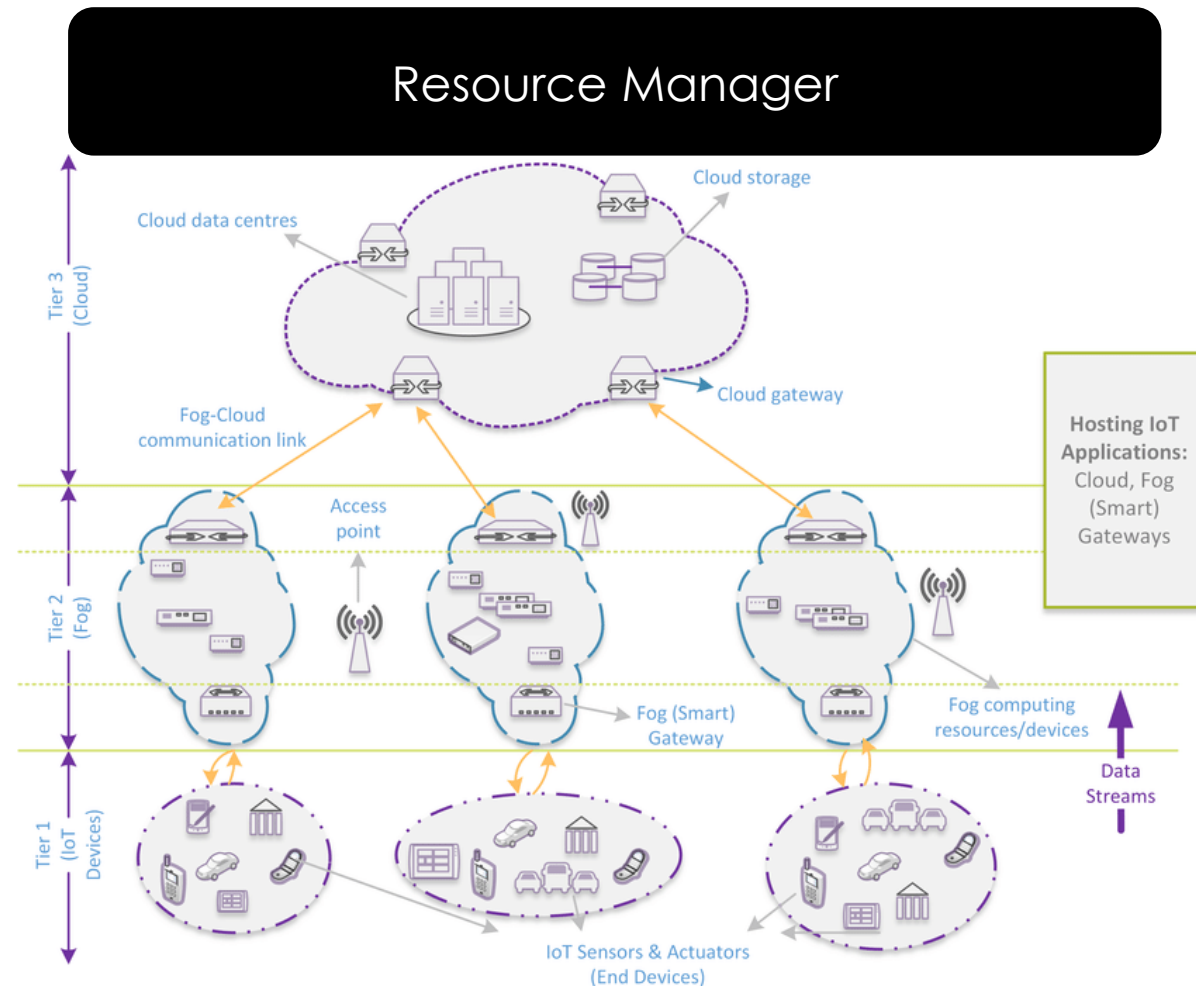 Resource Manager
Cloud storage
Cloud data centres
Tier 3
(Cloud)
Cloud gateway
Fog-Cloud
communication link
Hosting IoT
Applications:
Cloud, Fog
(Smart)
Gateways
Access
point
Tier 2
(Fog)
Fog (Smart)
Gateway
Fog computing
resources/devices
Data
Streams
Tier 1
(IoT
Devices)
IoT Sensors & Actuators
(End Devices)